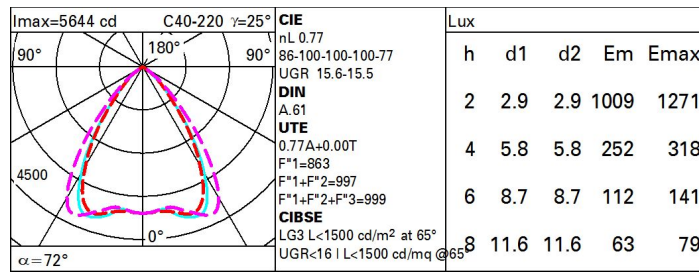 Imax=5644 cd C40-220 γ=25°
90° 180° 90°
4500
0°
α=72°
CIE
nL 0.77
86-100-100-100-77
UGR 15.6-15.5
DIN
A.61
UTE
0.77A+0.00T
F"1=863
F"1+F"2=997
F"1+F"2+F"3=999
CIBSE
LG3 L<1500 cd/m² at 65°
UGR<16 | L<1500 cd/mq @65°
Lux
h d1 d2 Em Emax
2 2.9 2.9 1009 1271
4 5.8 5.8 252 318
6 8.7 8.7 112 141
8 11.6 11.6 63 79